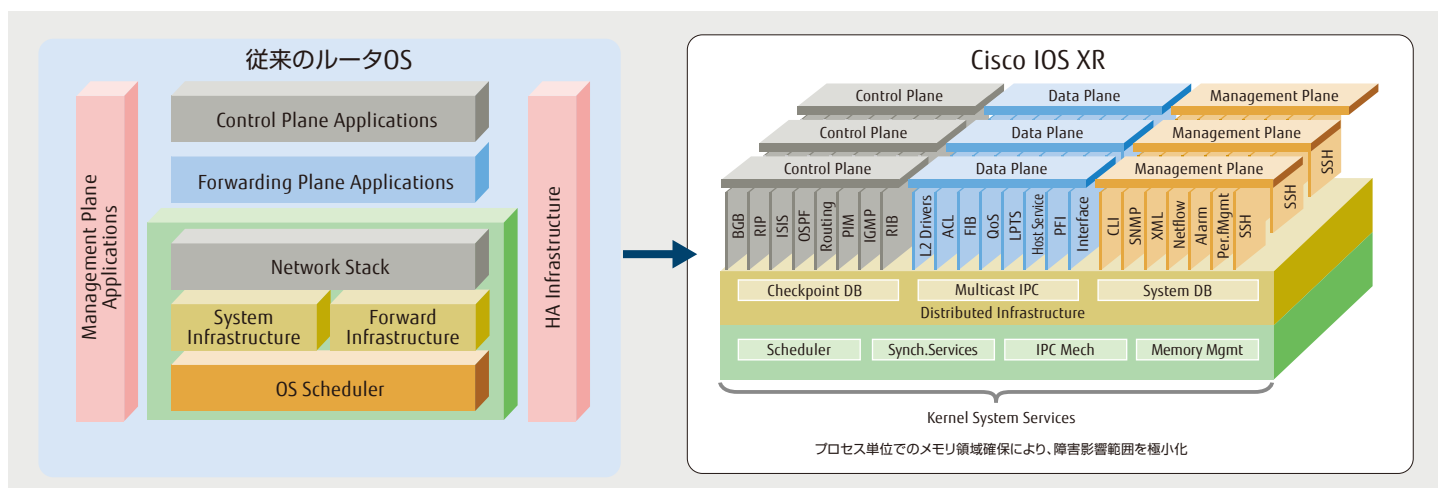 従来のルータOS
Management Plane
Applications
Control Plane Applications
Forwarding Plane Applications
Network Stack
System
Infrastructure
Forward
Infrastructure
OS Scheduler
HA Infrastructure
Cisco IOS XR
Control Plane
Data Plane
Management Plane
Control Plane
Data Plane
Management Plane
Control Plane
Data Plane
Management Plane
BGB
RIP
ISIS
OSPF
Routing
PIM
IGMP
RIB
L2 Drivers
ACL
FIB
QoS
LPTS
Host Service
PFI
Interface
CLI
SNMP
XML
Netflow
Alarm
Per.fMgmt
SSH
SSH
SSH
Checkpoint DB
Multicast IPC
System DB
Distributed Infrastructure
Scheduler
Synch.Services
IPC Mech
Memory Mgmt
Kernel System Services
プロセス単位でのメモリ領域確保により、障害影響範囲を極小化